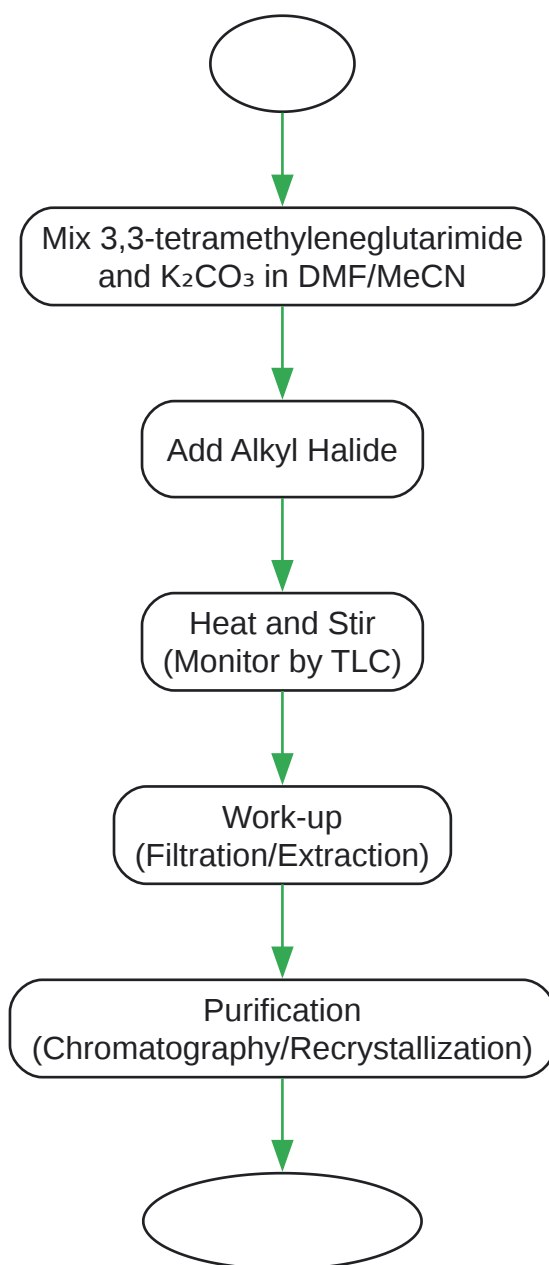 Mix 3,3-tetramethyleneglutarimide
and K₂CO₃ in DMF/MeCN
Add Alkyl Halide
Heat and Stir
(Monitor by TLC)
Work-up
(Filtration/Extraction)
Purification
(Chromatography/Recrystallization)